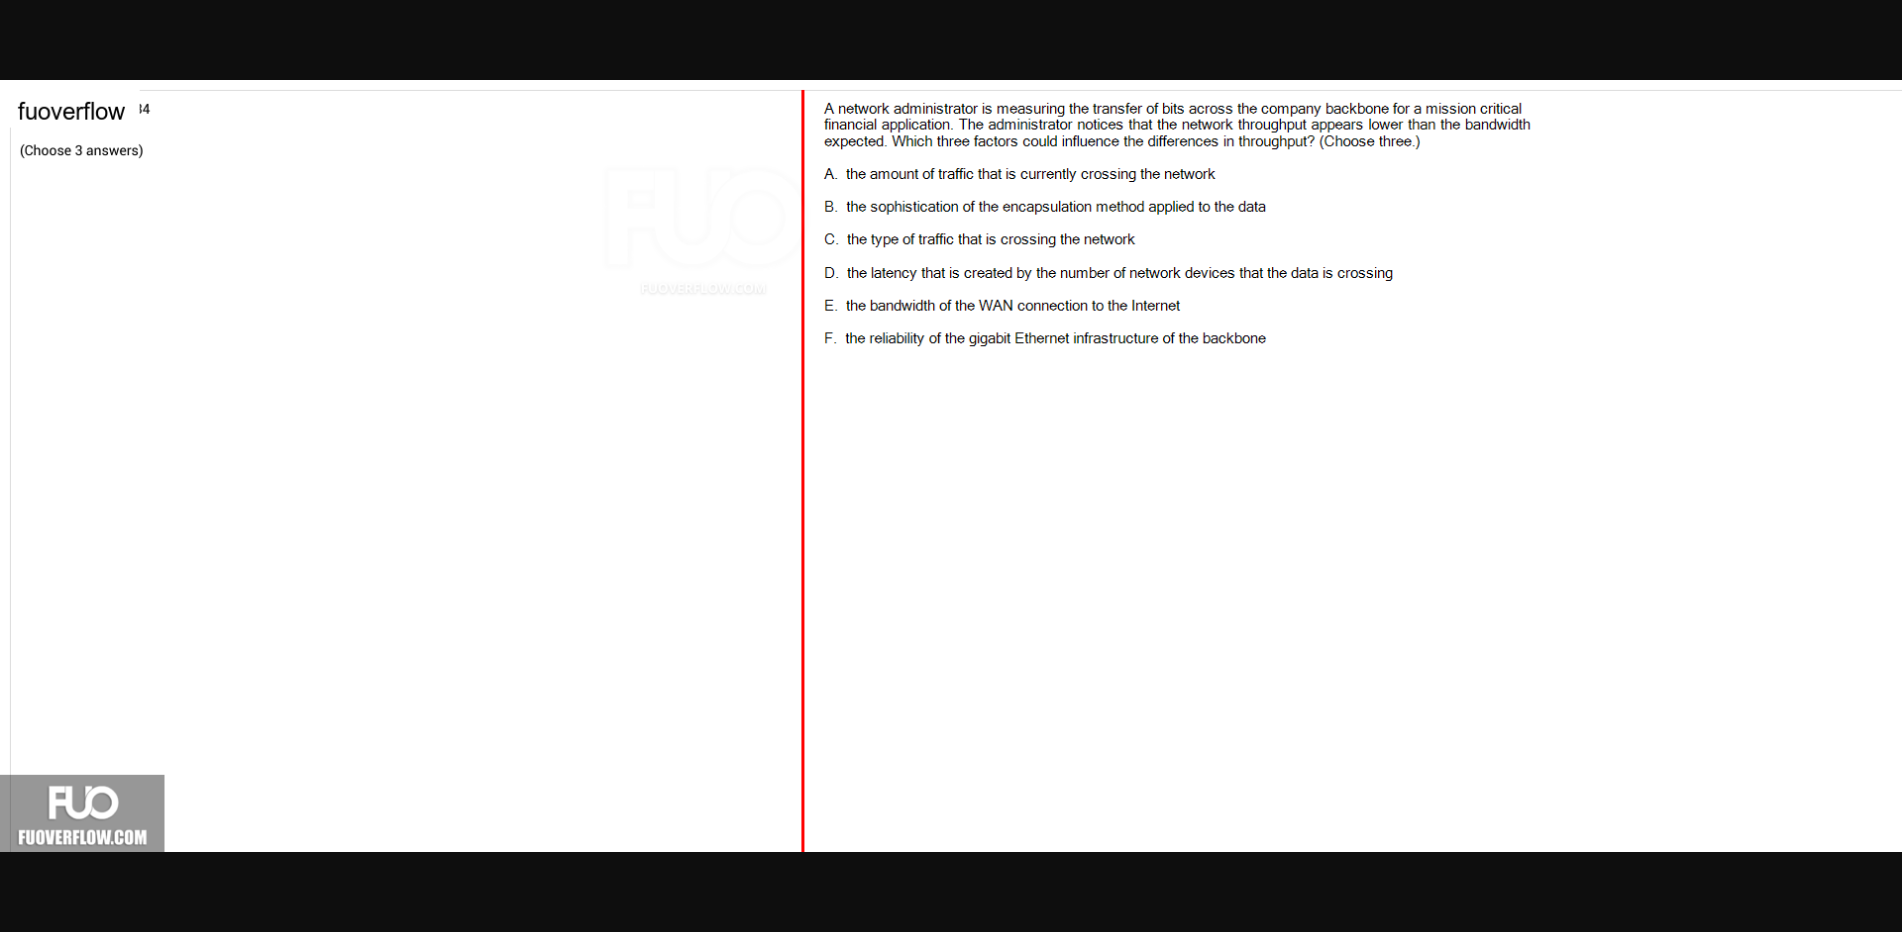 fuoverflow 34
(Choose 3 answers)
FUO
FUOVERFLOW.COM
A network administrator is measuring the transfer of bits across the company backbone for a mission critical
financial application. The administrator notices that the network throughput appears lower than the bandwidth
expected. Which three factors could influence the differences in throughput? (Choose three.)
A. the amount of traffic that is currently crossing the network
B. the sophistication of the encapsulation method applied to the data
C. the type of traffic that is crossing the network
D. the latency that is created by the number of network devices that the data is crossing
E. the bandwidth of the WAN connection to the Internet
F. the reliability of the gigabit Ethernet infrastructure of the backbone
FUO
FUOVERFLOW.COM